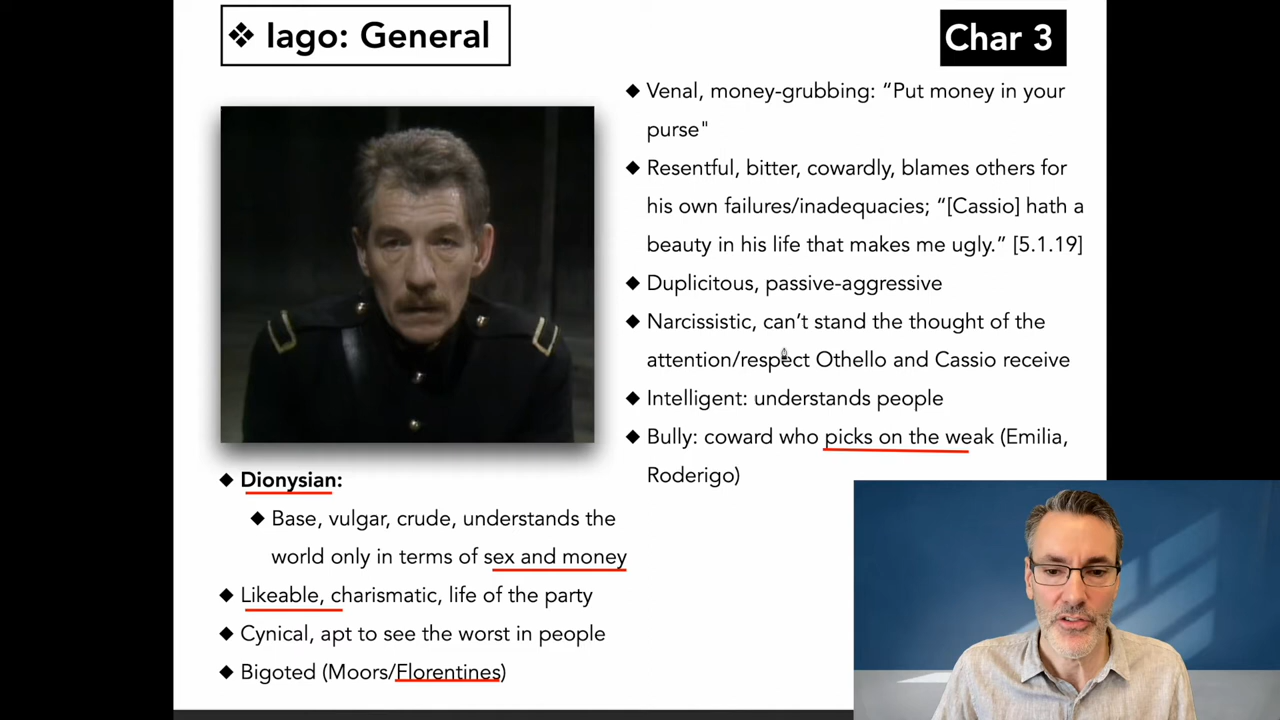 ❖ Iago: General
Char 3
◆ Venal, money-grubbing: “Put money in your
purse"
◆ Resentful, bitter, cowardly, blames others for
his own failures/inadequacies; “[Cassio] hath a
beauty in his life that makes me ugly.” [5.1.19]
◆ Duplicitous, passive-aggressive
◆ Narcissistic, can’t stand the thought of the
attention/respect Othello and Cassio receive
◆ Intelligent: understands people
◆ Bully: coward who picks on the weak (Emilia,
Roderigo)
◆ Dionysian:
◆ Base, vulgar, crude, understands the
world only in terms of sex and money
◆ Likeable, charismatic, life of the party
◆ Cynical, apt to see the worst in people
◆ Bigoted (Moors/Florentines)